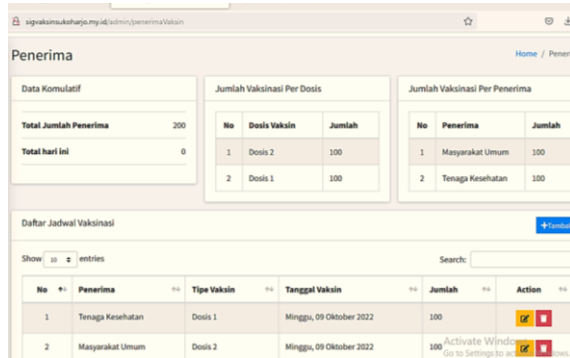 sigvaksinsukoharjo.my.id/admin/penerimaVaksin
Penerima
Home / Pener
Data Komulatif
Total Jumlah Penerima 200
Total hari ini 0
Jumlah Vaksinasi Per Dosis
No Dosis Vaksin Jumlah
1 Dosis 2 100
2 Dosis 1 100
Jumlah Vaksinasi Per Penerima
No Penerima Jumlah
1 Masyarakat Umum 100
2 Tenaga Kesehatan 100
Daftar Jadwal Vaksinasi
+Tambah
Show 10 entries
Search:
No Penerima Tipe Vaksin Tanggal Vaksin Jumlah Action
1 Tenaga Kesehatan Dosis 1 Minggu, 09 Oktober 2022 100
2 Masyarakat Umum Dosis 2 Minggu, 09 Oktober 2022 100
Activate Windows
Go to Settings to activate Windows.